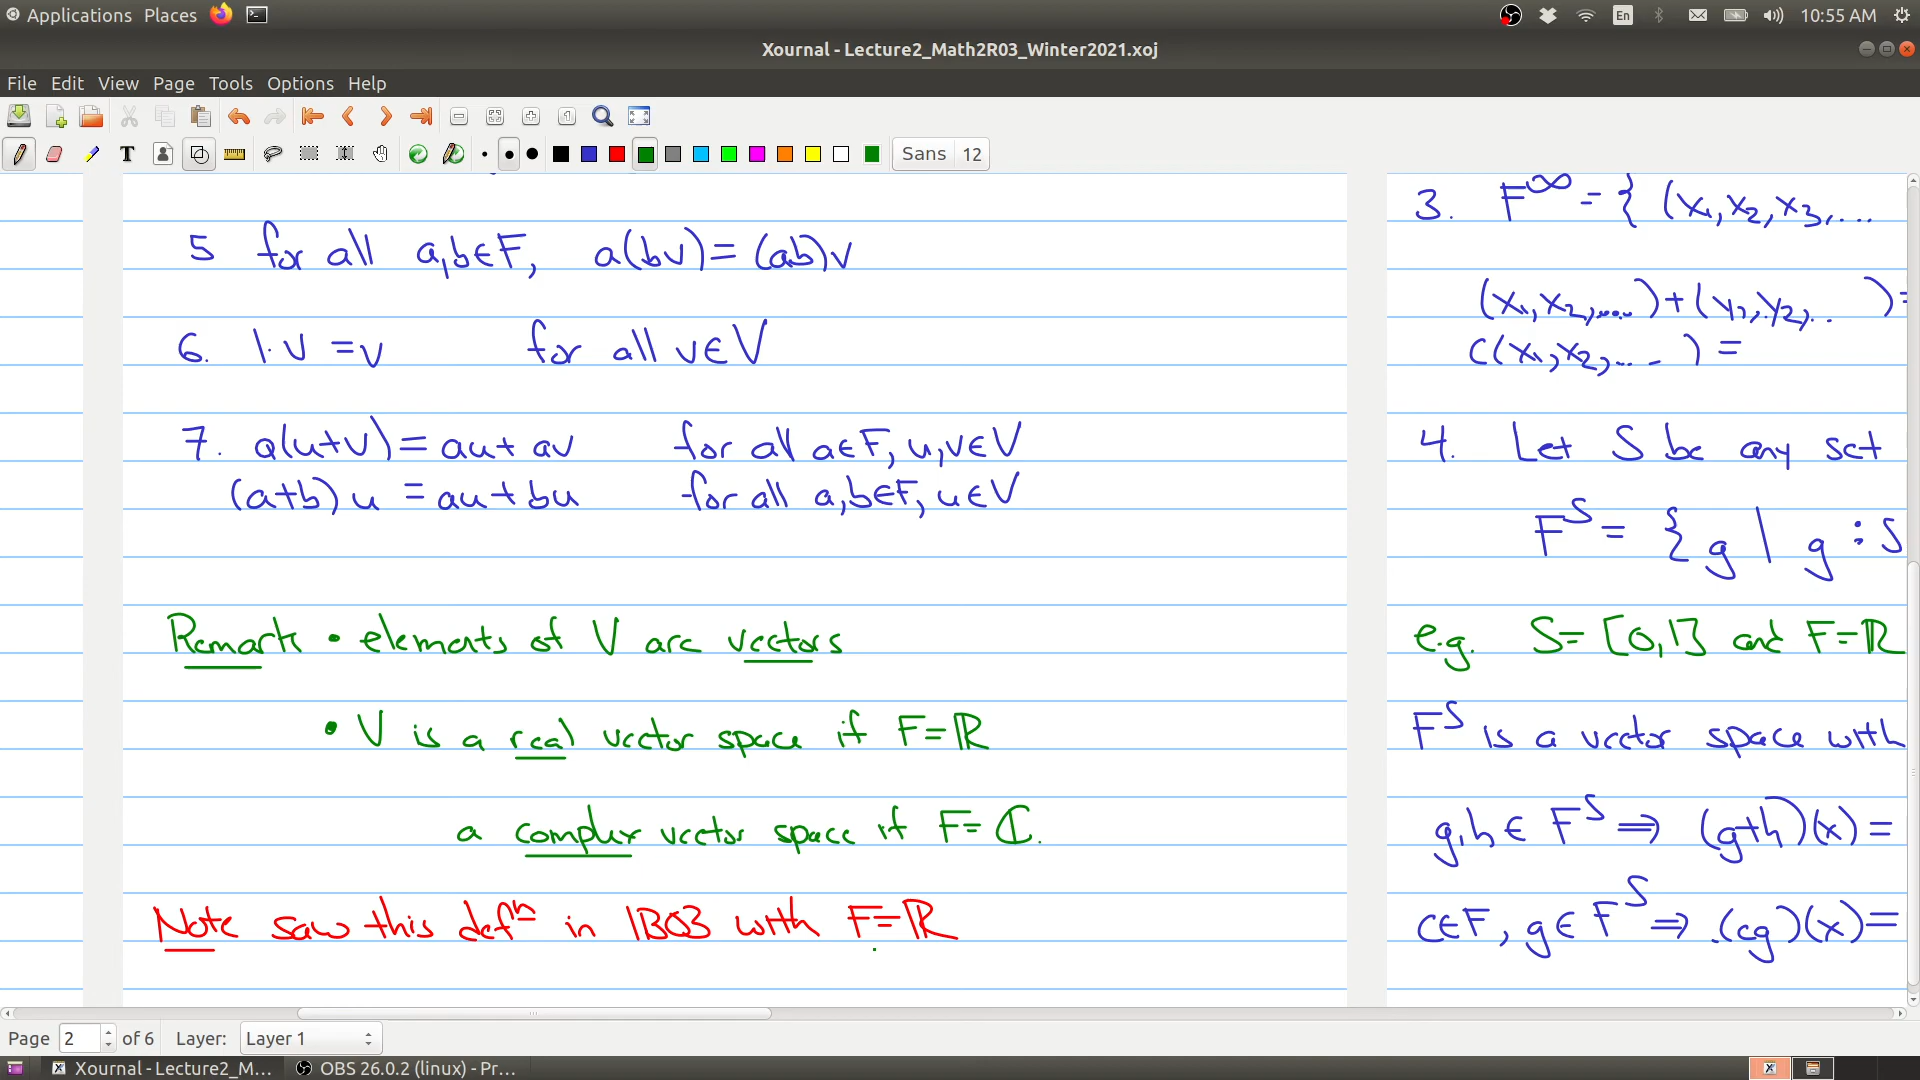 Applications Places En 10:55 AM
Xournal - Lecture2_Math2R03_Winter2021.xoj
File Edit View Page Tools Options Help
T Sans 12
5 for all a,b∈F, a(bv)=(ab)v
6. 1·v =v for all v∈V
7. a(u+v)= au+ av for all a∈F, u,v∈V
(a+b)u = au+ bu for all a,b∈F, u∈V
Remark • elements of V are vectors
• V is a real vector space if F=ℝ
a complex vector space if F= ℂ.
Note saw this defⁿ in 1B03 with F=ℝ
3. F^∞ = { (x₁,x₂,x₃,...
(x₁,x₂,....)+(y₁,y₂,.. )=
c(x₁,x₂,... ) =
4. Let S be any set
F^S = { g | g : S
e.g. S= [0,1] and F=ℝ
F^S is a vector space with
g,h ∈ F^S ⇒ (g+h)(x) =
c∈F, g∈ F^S ⇒ (cg)(x)=
Page 2 of 6 Layer: Layer 1
Xournal - Lecture2_M... OBS 26.0.2 (linux) - Pr...